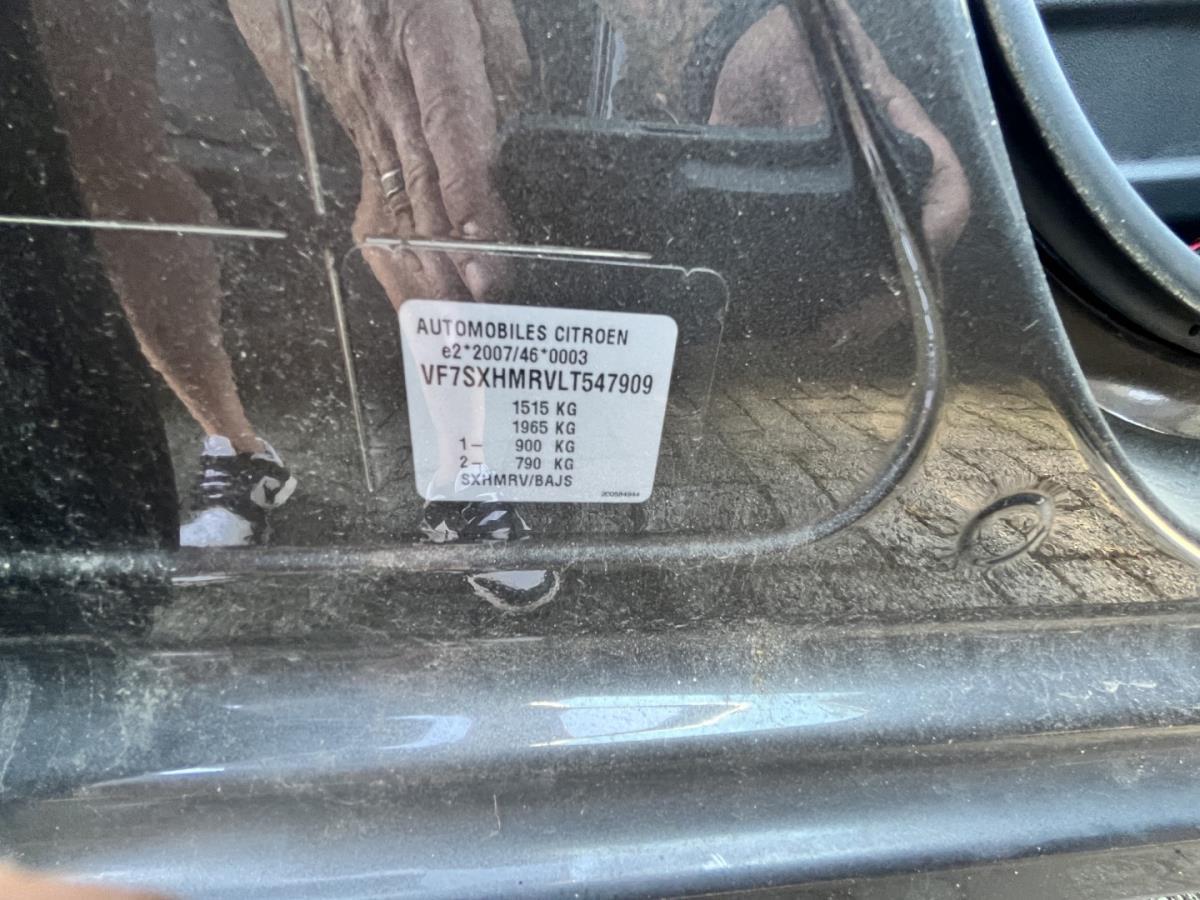 AUTOMOBILES CITROEN
e2*2007/46*0003
VF7SXHMRVLT547909
1515 KG
1965 KG
1- 900 KG
2- 790 KG
SXHMRV/BAJS